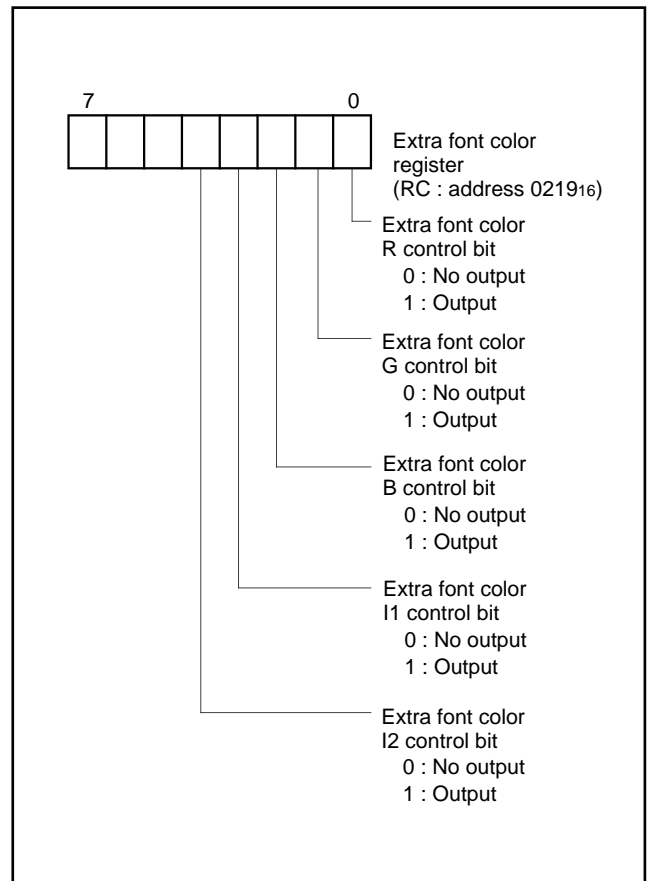 7 0
Extra font color
register
(RC : address 021916)
Extra font color
R control bit
0 : No output
1 : Output
Extra font color
G control bit
0 : No output
1 : Output
Extra font color
B control bit
0 : No output
1 : Output
Extra font color
I1 control bit
0 : No output
1 : Output
Extra font color
I2 control bit
0 : No output
1 : Output